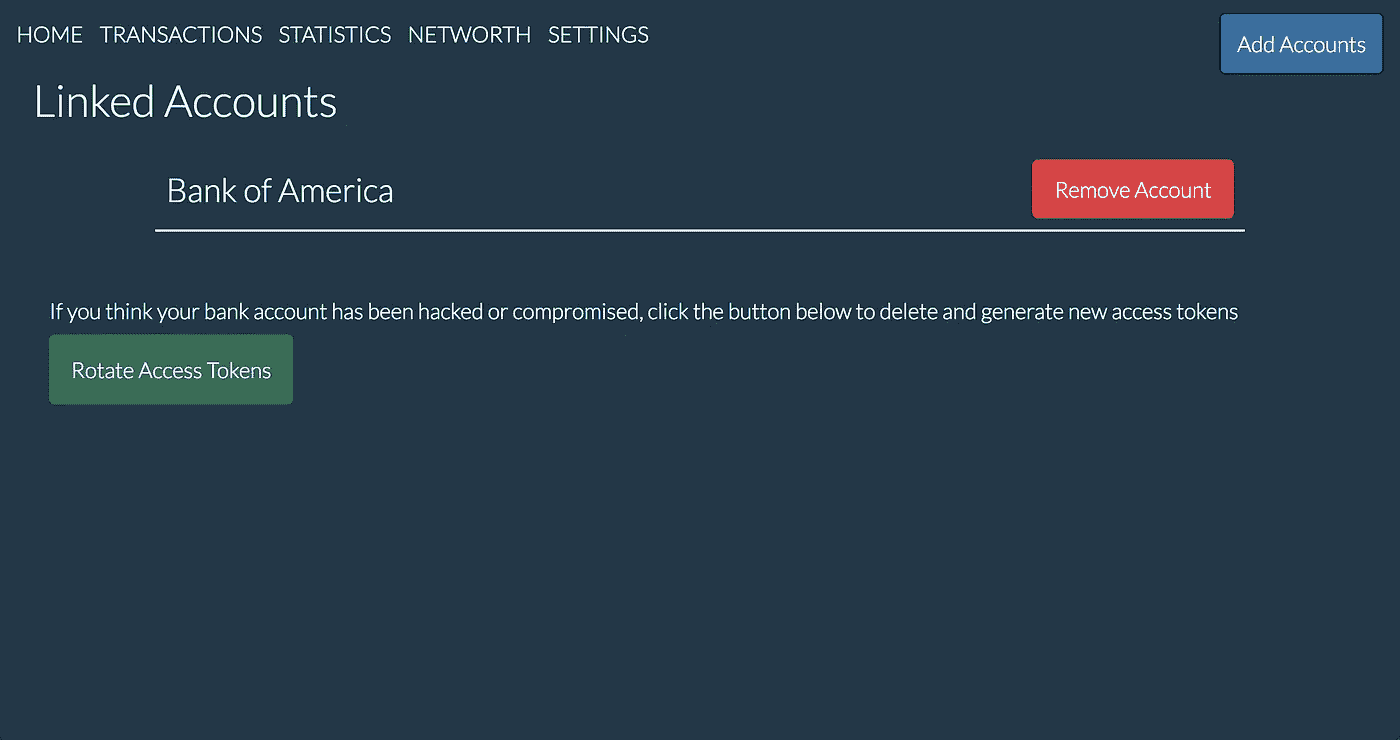 HOME TRANSACTIONS STATISTICS NETWORTH SETTINGS
Add Accounts
Linked Accounts
Bank of America
Remove Account
If you think your bank account has been hacked or compromised, click the button below to delete and generate new access tokens
Rotate Access Tokens